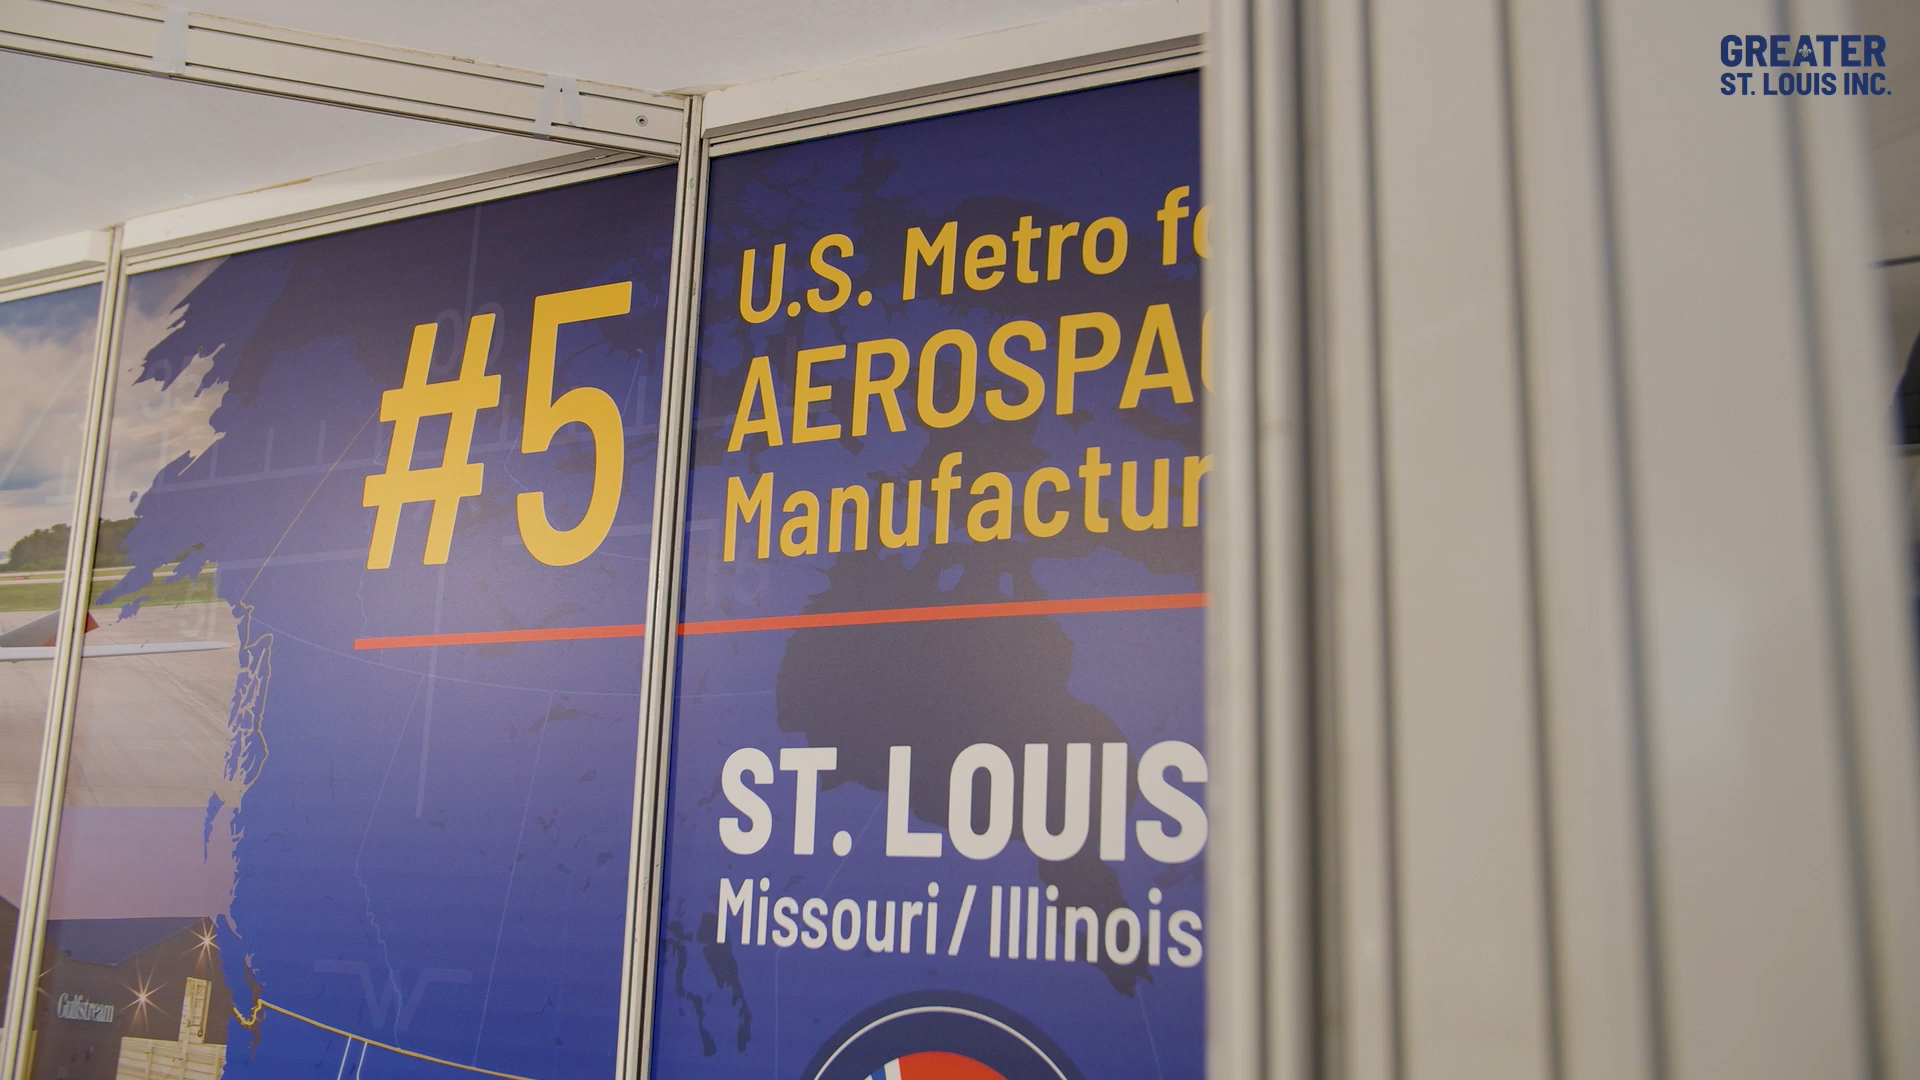 GREATER
ST. LOUIS INC.
#5
U.S. Metro fo
AEROSPAC
Manufactur
ST. LOUIS
Missouri / Illinois
Gulfstream
W